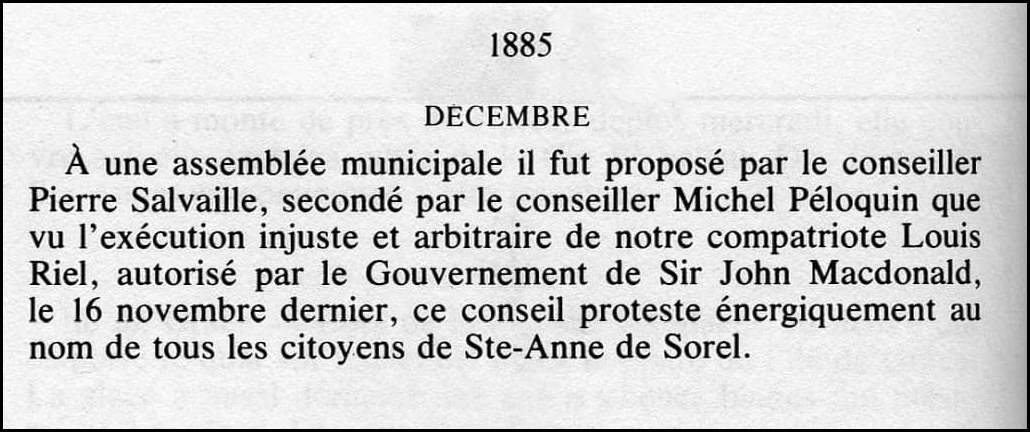 1885
DÉCEMBRE
À une assemblée municipale il fut proposé par le conseiller
Pierre Salvaille, secondé par le conseiller Michel Péloquin que
vu l'exécution injuste et arbitraire de notre compatriote Louis
Riel, autorisé par le Gouvernement de Sir John Macdonald,
le 16 novembre dernier, ce conseil proteste énergiquement au
nom de tous les citoyens de Ste-Anne de Sorel.